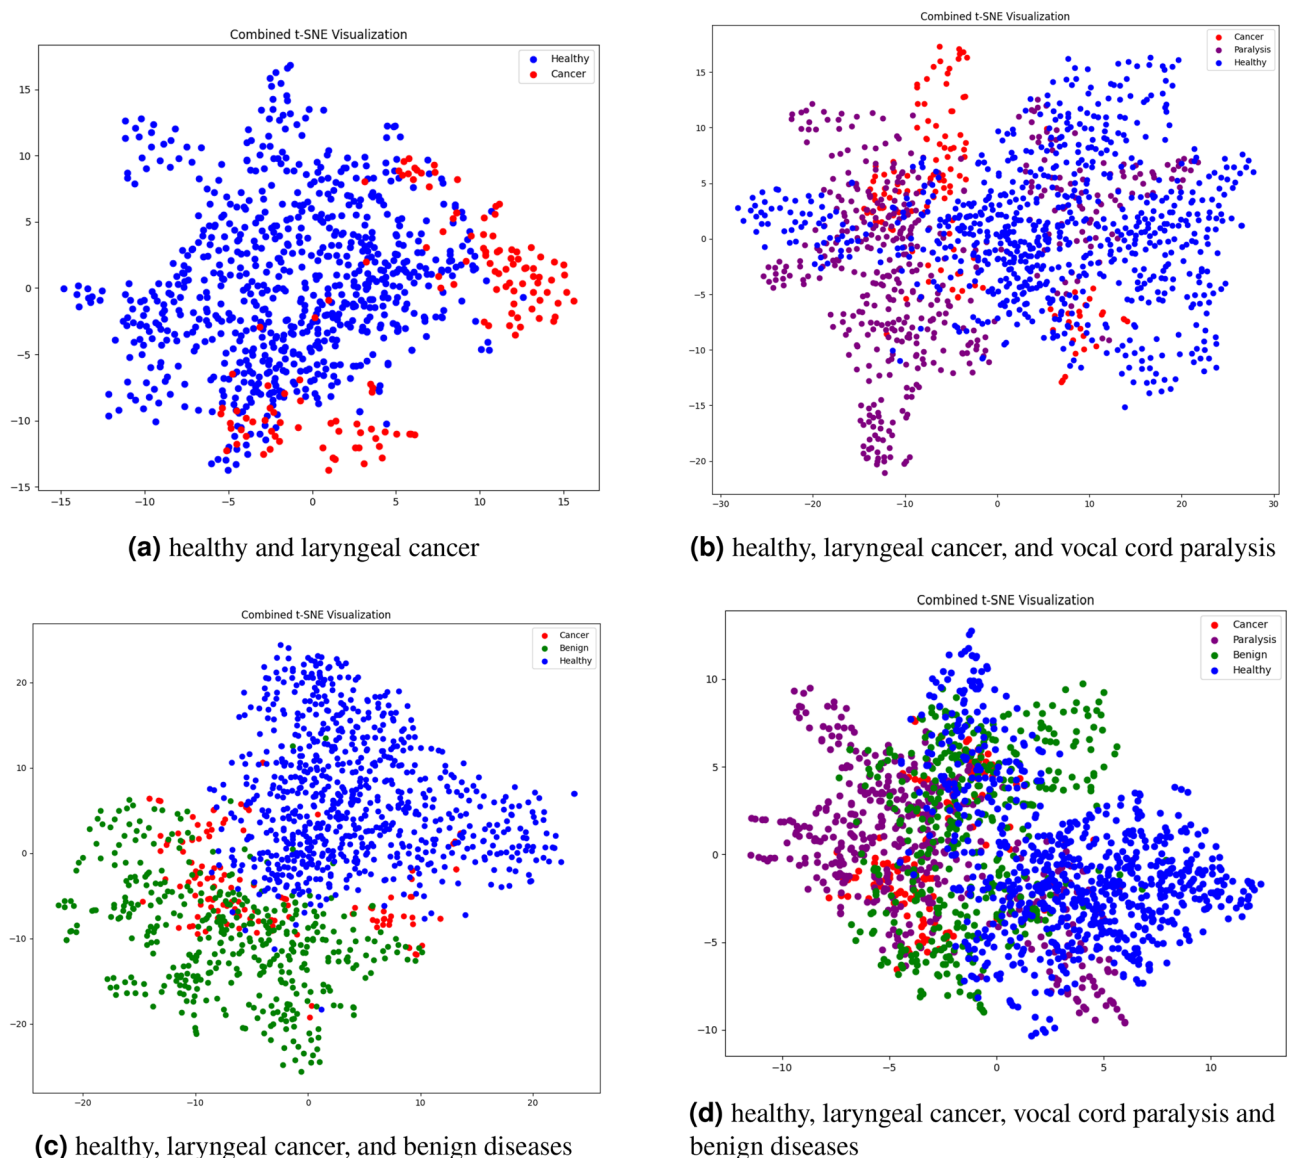 Combined t-SNE Visualization
Healthy
Cancer
15
10
5
0
−5
−10
−15
−15 −10 −5 0 5 10 15
(a) healthy and laryngeal cancer
Combined t-SNE Visualization
Cancer
Paralysis
Healthy
15
10
5
0
−5
−10
−15
−20
−30 −20 −10 0 10 20 30
(b) healthy, laryngeal cancer, and vocal cord paralysis
Combined t-SNE Visualization
Cancer
Benign
Healthy
20
10
0
−10
−20
−20 −10 0 10 20
(c) healthy, laryngeal cancer, and benign diseases
Combined t-SNE Visualization
Cancer
Paralysis
Benign
Healthy
10
5
0
−5
−10
−10 −5 0 5 10
(d) healthy, laryngeal cancer, vocal cord paralysis and
benign diseases